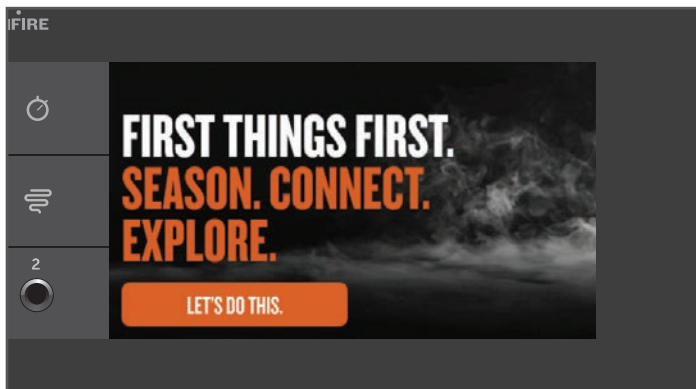 iFIRE
FIRST THINGS FIRST.
SEASON. CONNECT.
EXPLORE.
2
LET'S DO THIS.